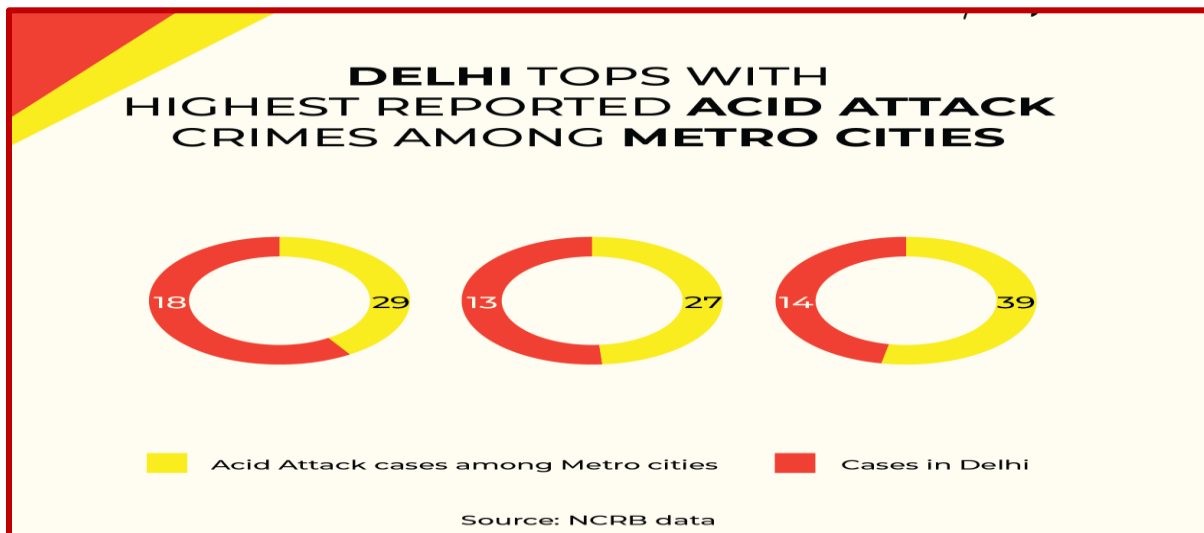 DELHI TOPS WITH
HIGHEST REPORTED ACID ATTACK
CRIMES AMONG METRO CITIES
18 29 13 27 14 39
Acid Attack cases among Metro cities Cases in Delhi
Source: NCRB data